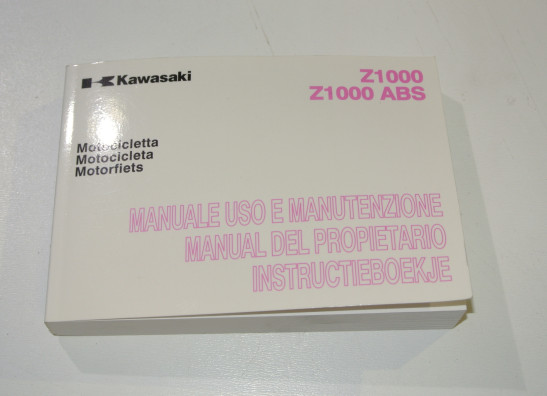 Kawasaki
Z1000
Z1000 ABS
Motocicletta
Motocicleta
Motorfiets
MANUALE USO E MANUTENZIONE
MANUAL DEL PROPIETARIO
INSTRUCTIEBOEKJE